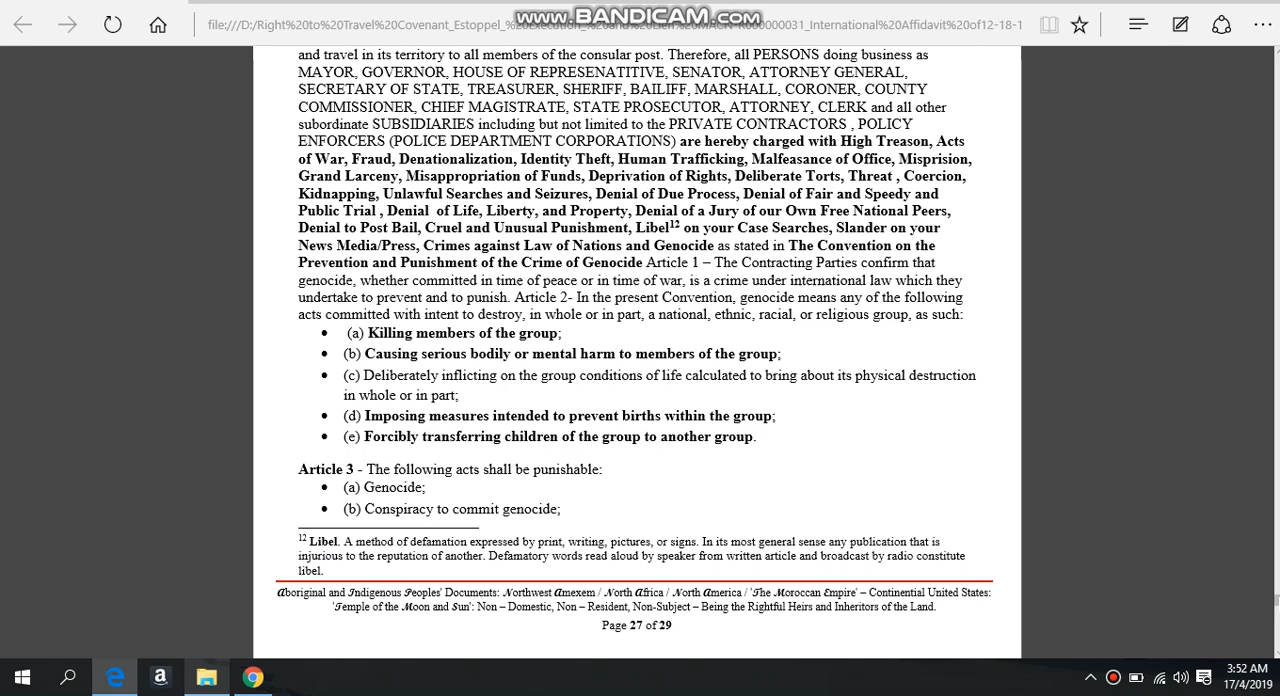 www.BANDICAM.com
file:///D:/Right%20to%20Travel%20Covenant_Estoppel_%20Execution_%20and%20Lien%20MACN-R000000031_International%20Affidavit%20of12-18-1
and travel in its territory to all members of the consular post. Therefore, all PERSONS doing business as
MAYOR, GOVERNOR, HOUSE OF REPRESENATITIVE, SENATOR, ATTORNEY GENERAL,
SECRETARY OF STATE, TREASURER, SHERIFF, BAILIFF, MARSHALL, CORONER, COUNTY
COMMISSIONER, CHIEF MAGISTRATE, STATE PROSECUTOR, ATTORNEY, CLERK and all other
subordinate SUBSIDIARIES including but not limited to the PRIVATE CONTRACTORS , POLICY
ENFORCERS (POLICE DEPARTMENT CORPORATIONS) are hereby charged with High Treason, Acts
of War, Fraud, Denationalization, Identity Theft, Human Trafficking, Malfeasance of Office, Misprision,
Grand Larceny, Misappropriation of Funds, Deprivation of Rights, Deliberate Torts, Threat , Coercion,
Kidnapping, Unlawful Searches and Seizures, Denial of Due Process, Denial of Fair and Speedy and
Public Trial , Denial of Life, Liberty, and Property, Denial of a Jury of our Own Free National Peers,
Denial to Post Bail, Cruel and Unusual Punishment, Libel12 on your Case Searches, Slander on your
News Media/Press, Crimes against Law of Nations and Genocide as stated in The Convention on the
Prevention and Punishment of the Crime of Genocide Article 1 – The Contracting Parties confirm that
genocide, whether committed in time of peace or in time of war, is a crime under international law which they
undertake to prevent and to punish. Article 2- In the present Convention, genocide means any of the following
acts committed with intent to destroy, in whole or in part, a national, ethnic, racial, or religious group, as such:
• (a) Killing members of the group;
• (b) Causing serious bodily or mental harm to members of the group;
• (c) Deliberately inflicting on the group conditions of life calculated to bring about its physical destruction
in whole or in part;
• (d) Imposing measures intended to prevent births within the group;
• (e) Forcibly transferring children of the group to another group.
Article 3 - The following acts shall be punishable:
• (a) Genocide;
• (b) Conspiracy to commit genocide;
12 Libel. A method of defamation expressed by print, writing, pictures, or signs. In its most general sense any publication that is
injurious to the reputation of another. Defamatory words read aloud by speaker from written article and broadcast by radio constitute
libel.
Aboriginal and Indigenous Peoples' Documents: Northwest Amexem / North Africa / North America / 'The Moroccan Empire' – Continental United States:
'Temple of the Moon and Sun': Non – Domestic, Non – Resident, Non-Subject – Being the Rightful Heirs and Inheritors of the Land.
Page 27 of 29
3:52 AM
17/4/2019